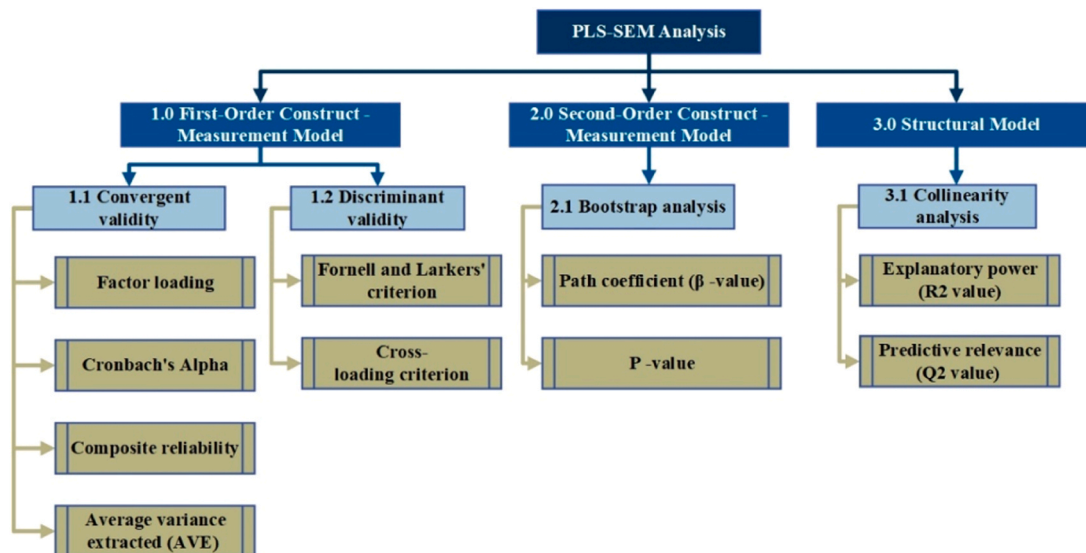 PLS-SEM Analysis
1.0 First-Order Construct -
Measurement Model
2.0 Second-Order Construct -
Measurement Model
3.0 Structural Model
1.1 Convergent
validity
1.2 Discriminant
validity
2.1 Bootstrap analysis
3.1 Collinearity
analysis
Factor loading
Fornell and Larkers'
criterion
Path coefficient (β -value)
Explanatory power
(R2 value)
Cronbach's Alpha
Cross-
loading criterion
P -value
Predictive relevance
(Q2 value)
Composite reliability
Average variance
extracted (AVE)